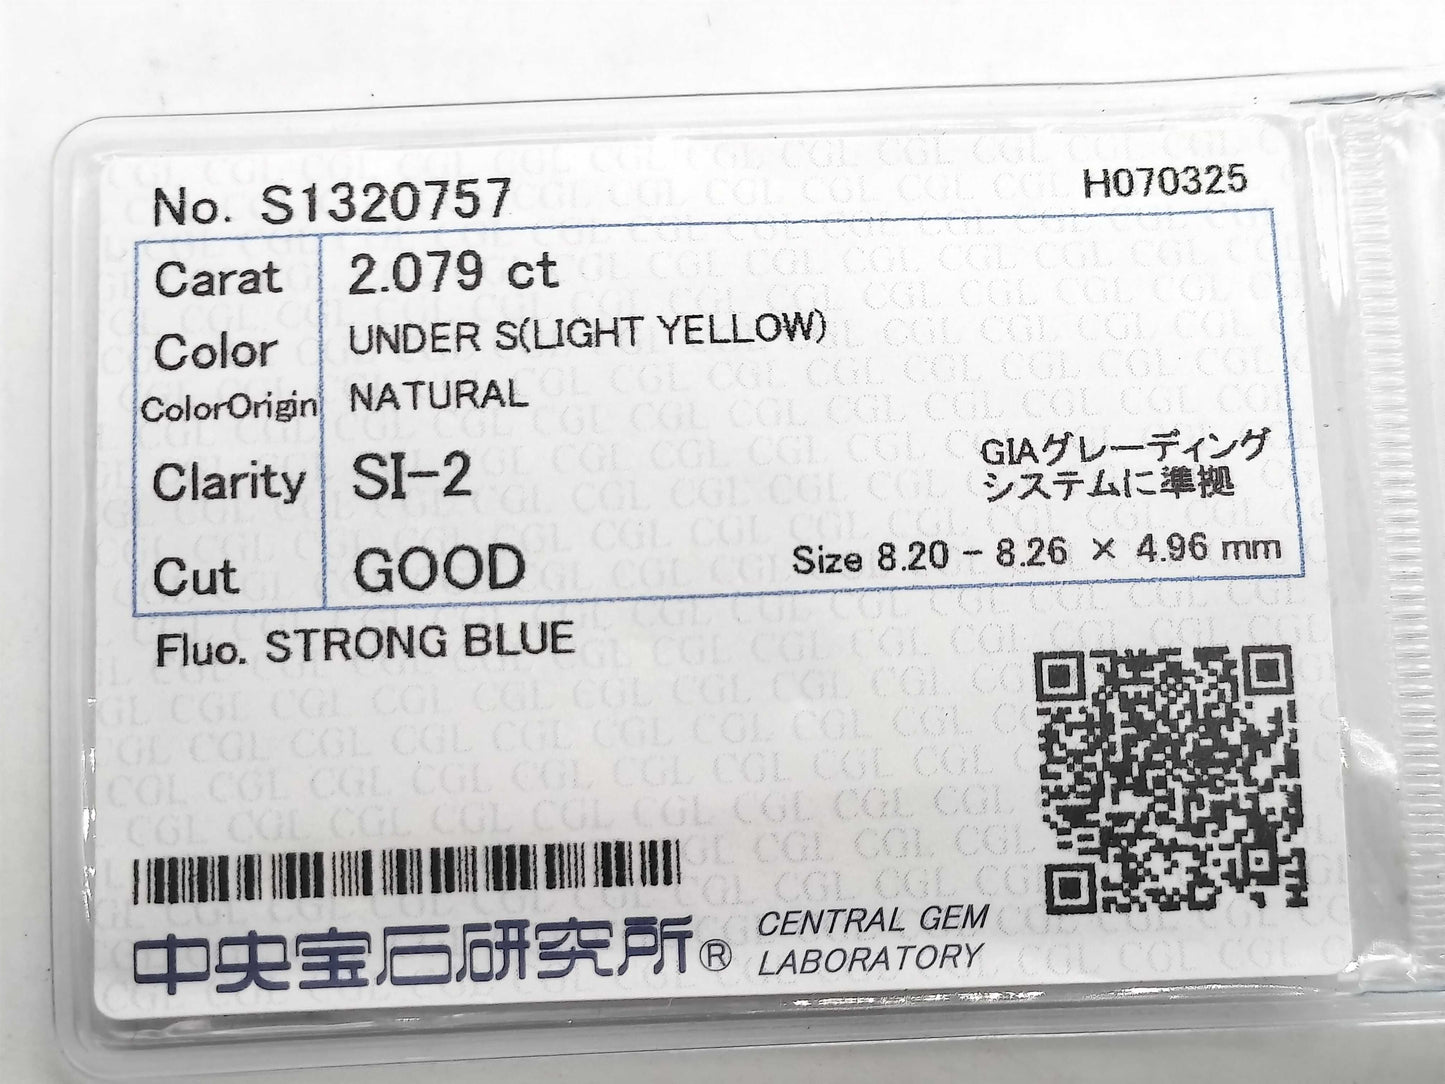 No. S1320757
H070325
Carat 2.079 ct
Color UNDER S(LIGHT YELLOW)
ColorOrigin NATURAL
Clarity SI-2
GIAグレーディング
システムに準拠
Cut GOOD
Size 8.20 - 8.26 × 4.96 mm
Fluo. STRONG BLUE
中央宝石研究所®
CENTRAL GEM
LABORATORY